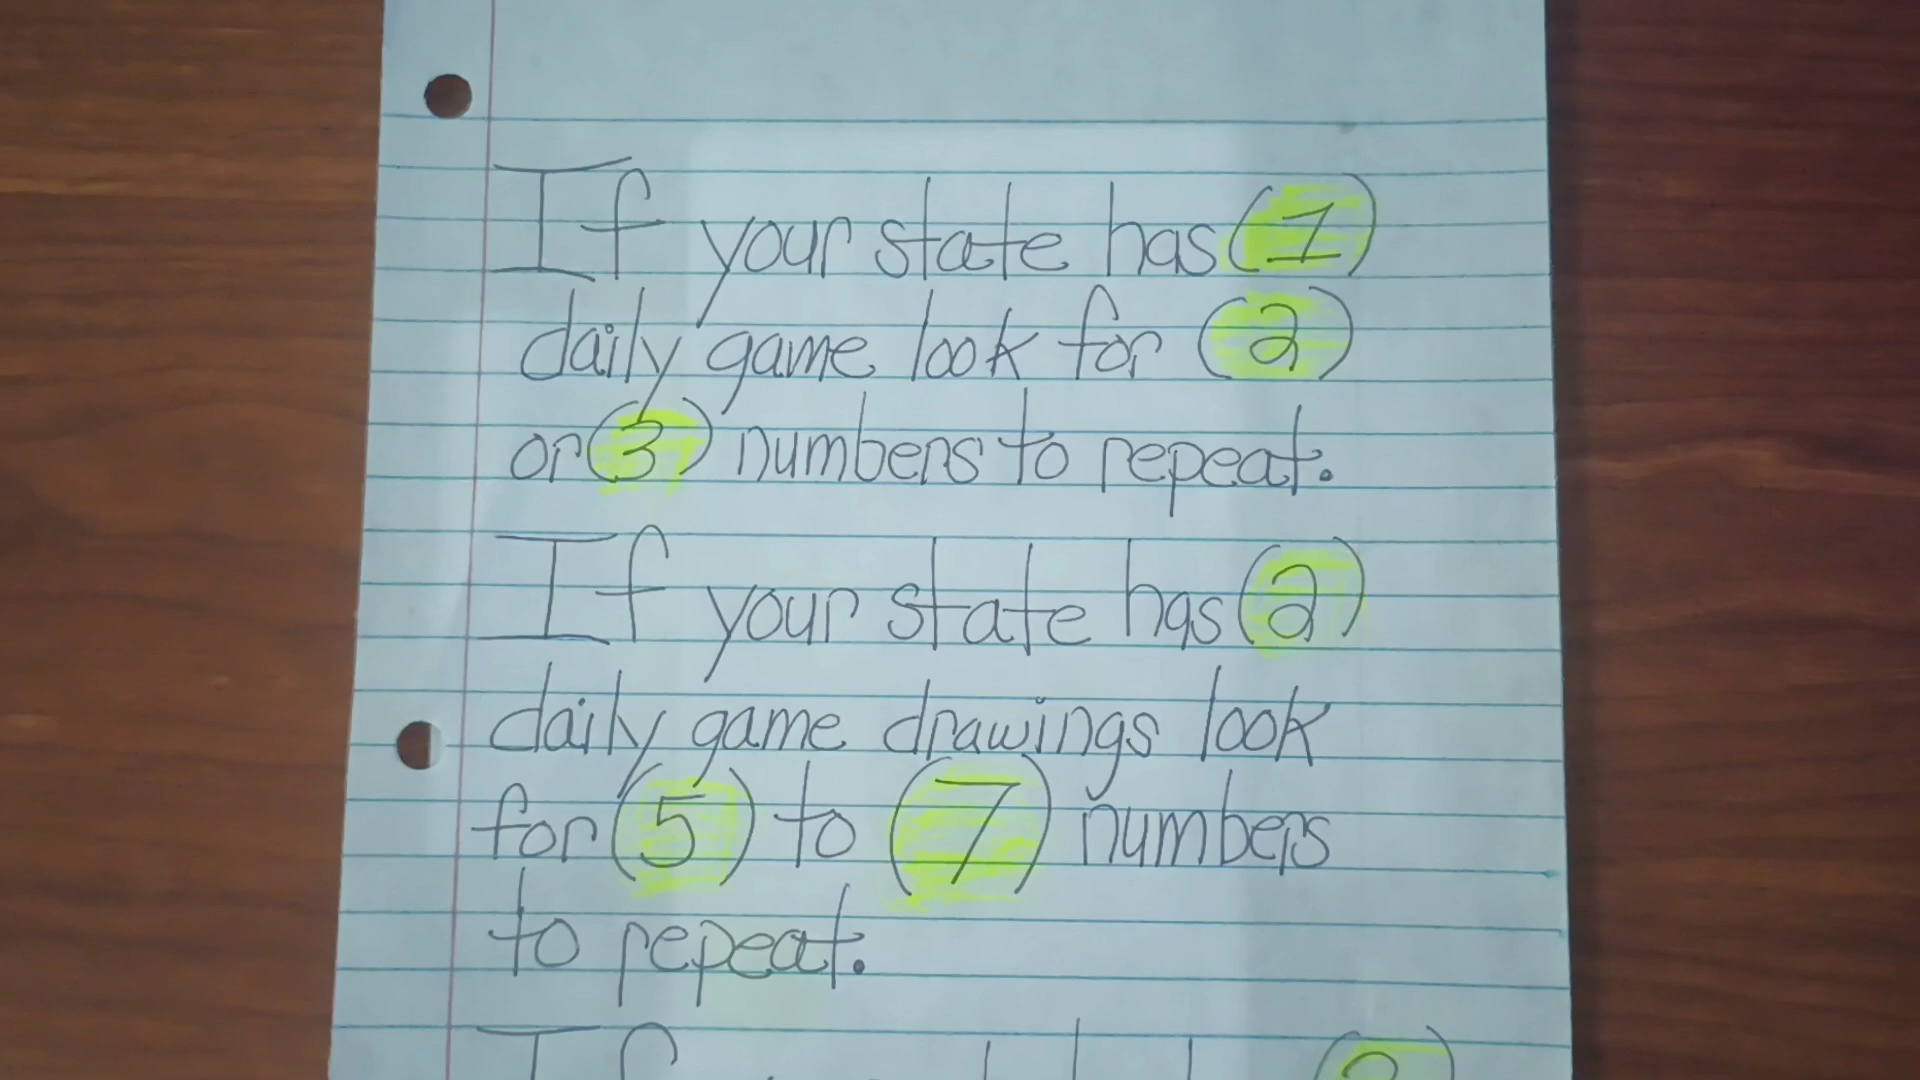 If your state has (1)
daily game look for (2)
or (3) numbers to repeat.
If your state has (2)
daily game drawings look
for (5) to (7) numbers
to repeat.
If